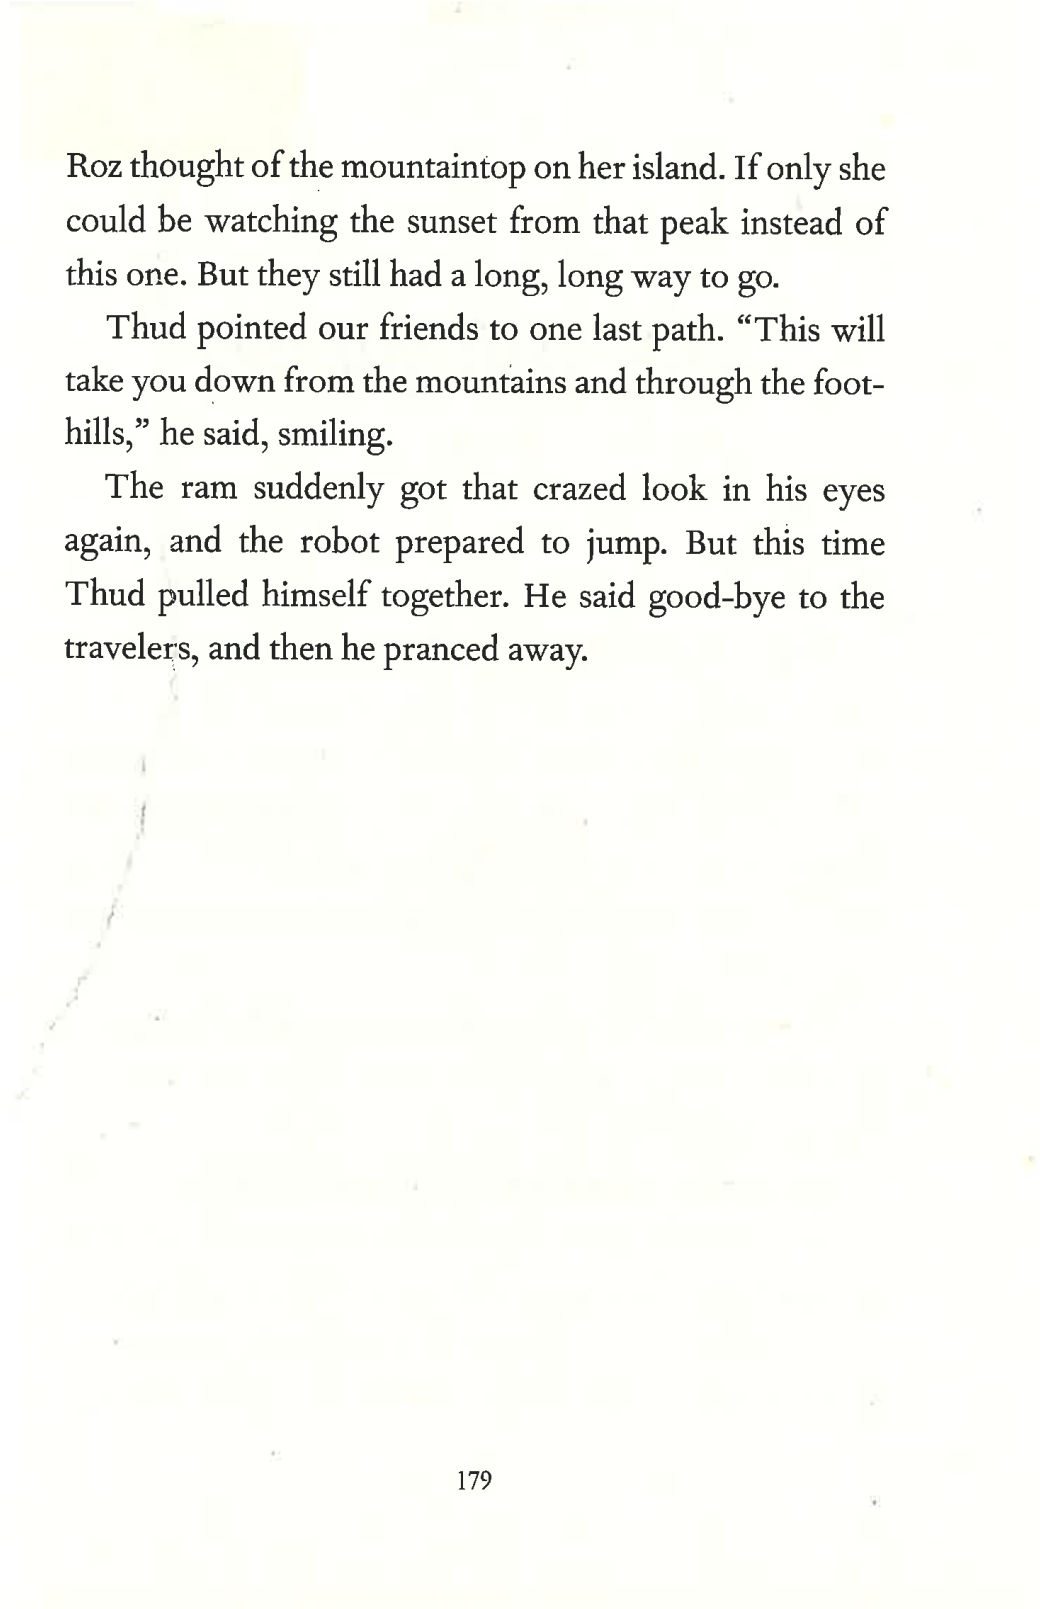 Roz thought of the mountaintop on her island. If only she
could be watching the sunset from that peak instead of
this one. But they still had a long, long way to go.
Thud pointed our friends to one last path. “This will
take you down from the mountains and through the foot-
hills,” he said, smiling.
The ram suddenly got that crazed look in his eyes
again, and the robot prepared to jump. But this time
Thud pulled himself together. He said good-bye to the
travelers, and then he pranced away.
179